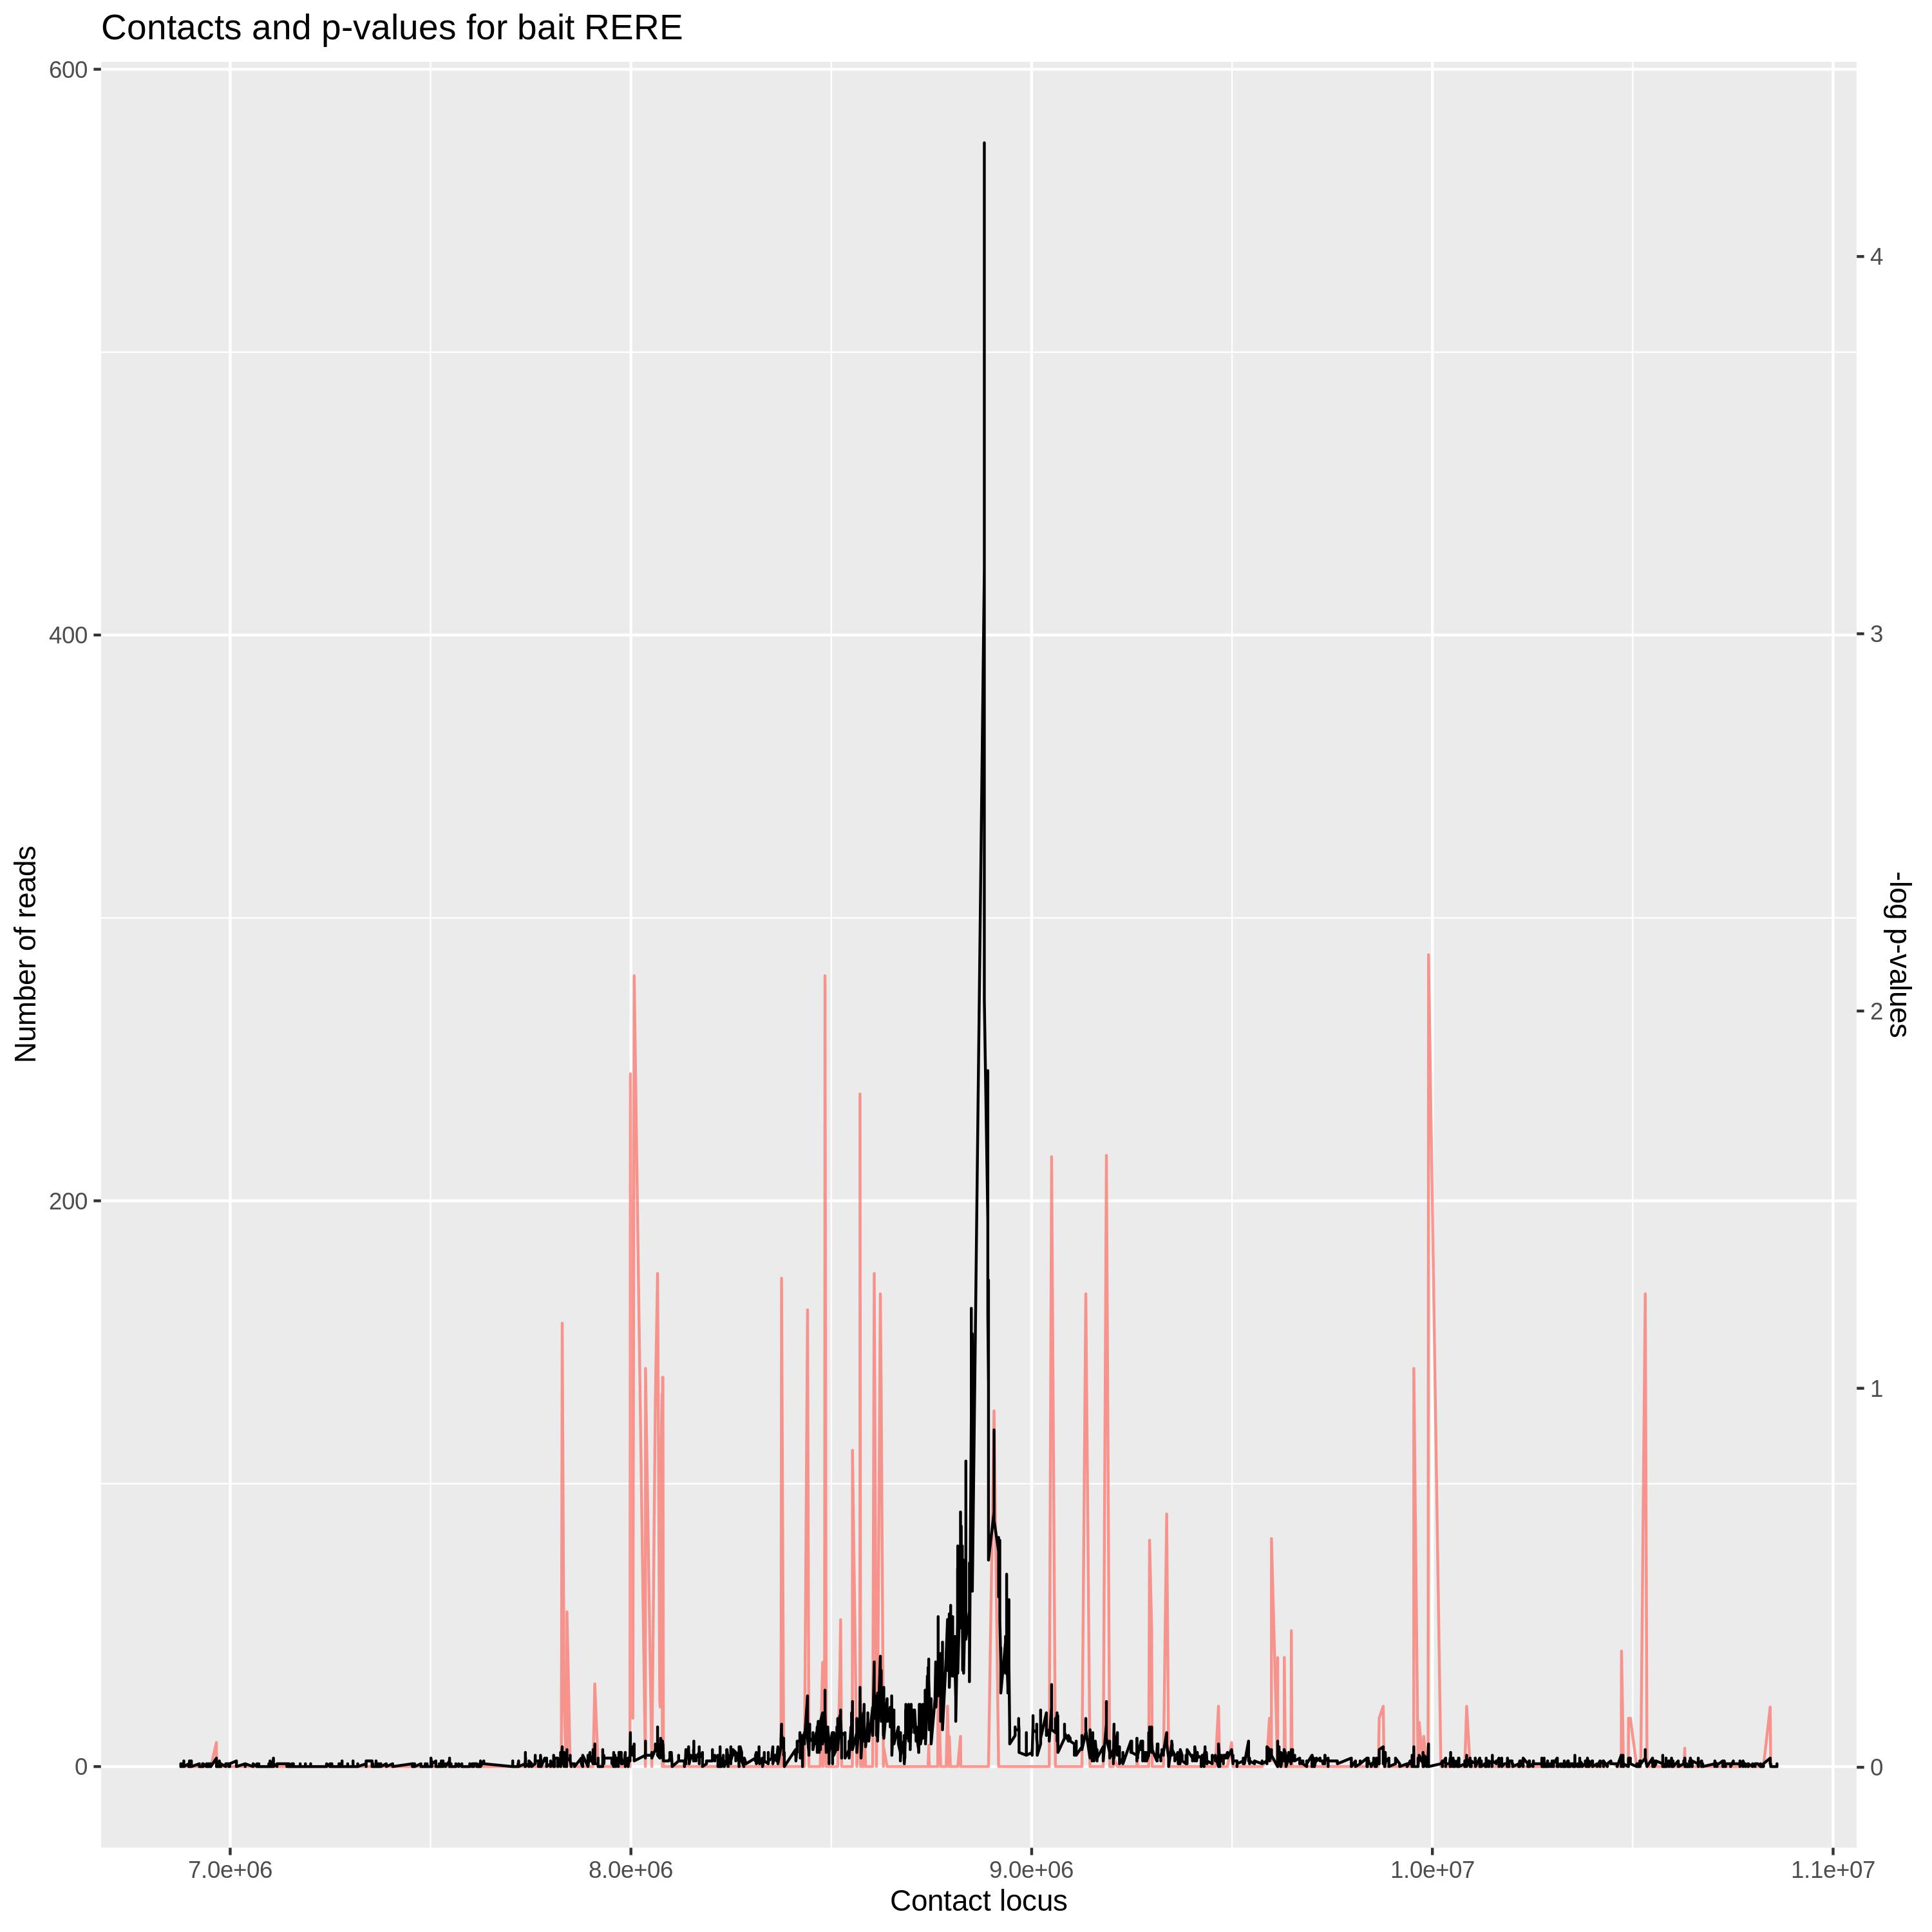 Contacts and p-values for bait RERE
600
400
200
0
Number of reads
4
3
2
1
0
-log p-values
7.0e+06
8.0e+06
9.0e+06
1.0e+07
1.1e+07
Contact locus